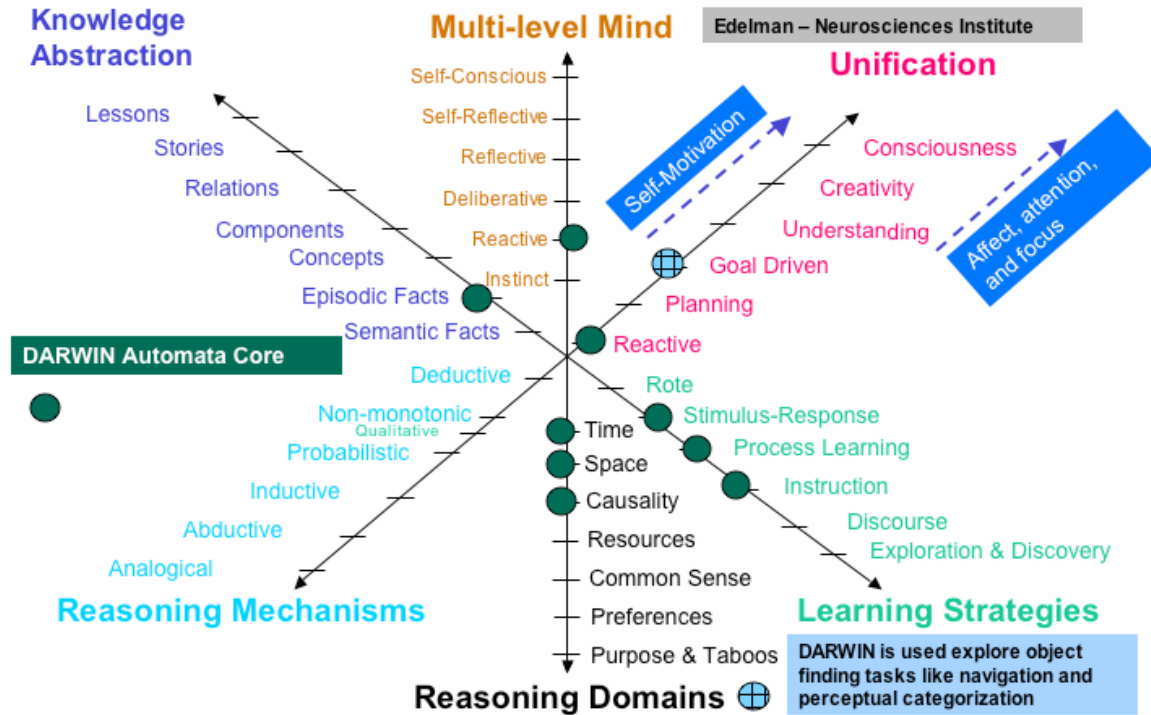 Knowledge
Abstraction
Multi-level Mind
Edelman – Neurosciences Institute
Unification
Self-Conscious
Self-Reflective
Reflective
Deliberative
Reactive
Instinct
Lessons
Stories
Relations
Components
Concepts
Episodic Facts
Semantic Facts
Self-Motivation
Consciousness
Creativity
Understanding
Goal Driven
Planning
Reactive
Affect, attention,
and focus
DARWIN Automata Core
Deductive
Non-monotonic
Qualitative
Probabilistic
Inductive
Abductive
Analogical
Reasoning Mechanisms
Time
Space
Causality
Resources
Common Sense
Preferences
Purpose & Taboos
Reasoning Domains
Rote
Stimulus-Response
Process Learning
Instruction
Discourse
Exploration & Discovery
Learning Strategies
DARWIN is used explore object
finding tasks like navigation and
perceptual categorization